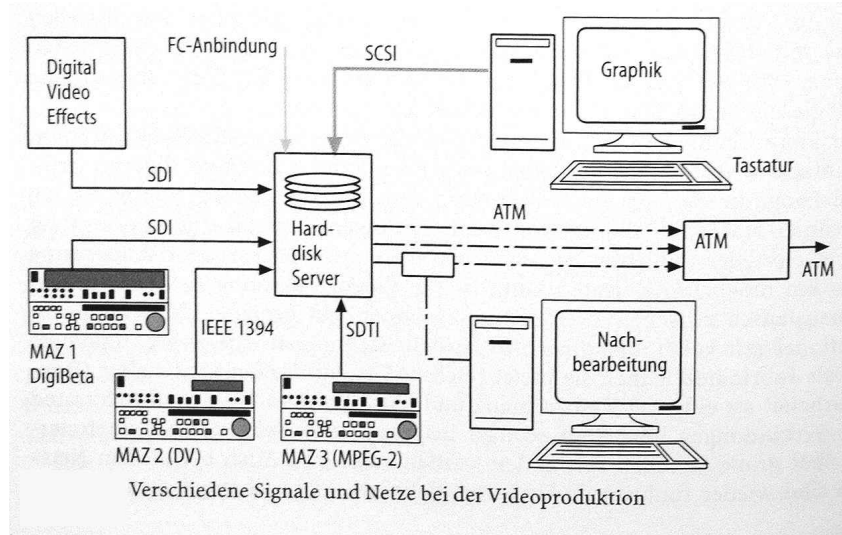 FC-Anbindung
SCSI
Digital
Video
Effects
Graphik
Tastatur
SDI
SDI
Hard-
disk
Server
ATM
ATM
ATM
IEEE 1394
SDTI
MAZ 1
DigiBeta
Nach-
bearbeitung
MAZ 2 (DV)
MAZ 3 (MPEG-2)
Verschiedene Signale und Netze bei der Videoproduktion